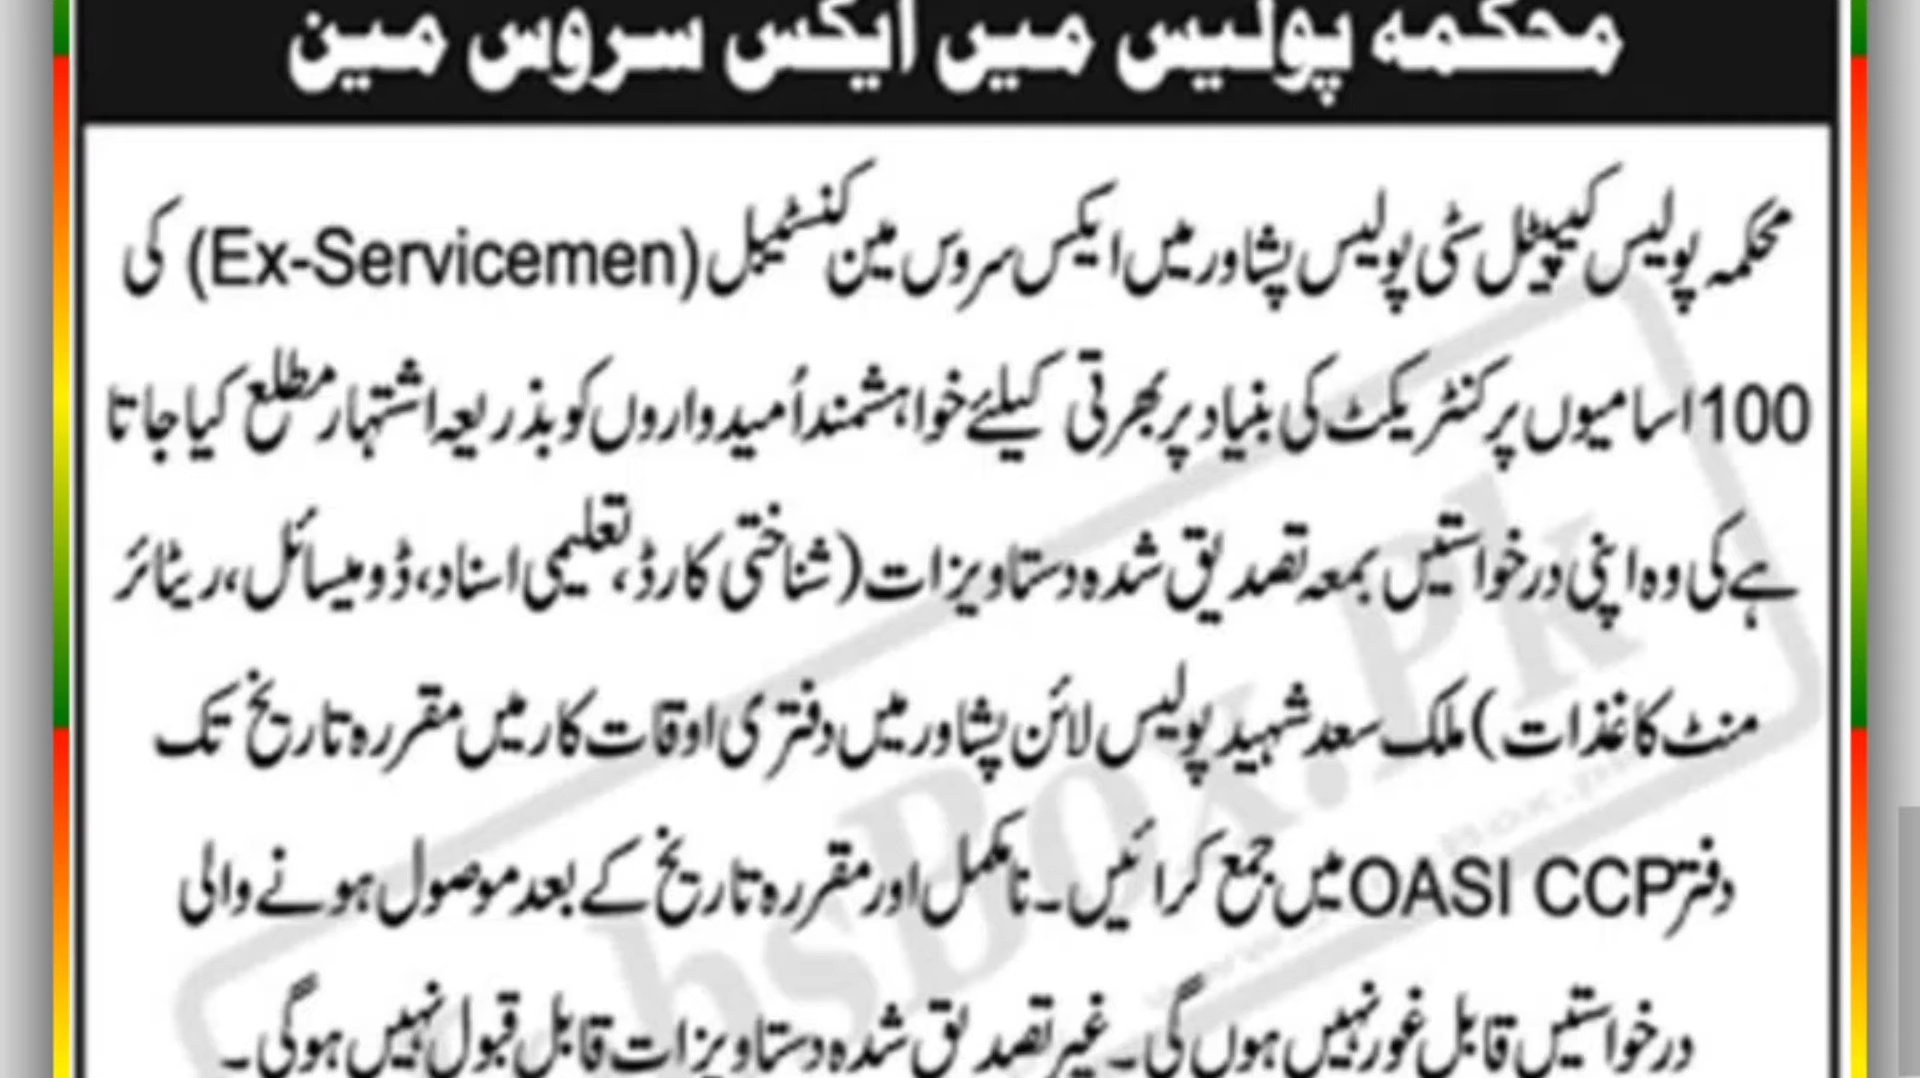 محکمہ پولیس میں ایکس سروس مین
محکمہ پولیس کیپیٹل سٹی پولیس پشاور میں ایکس سروس مین کنسٹیبل (Ex-Servicemen) کی
100 اسامیوں پر کنٹریکٹ کی بنیاد پر بھرتی کیلئے خواہشمند اُمیدواروں کو بذریعہ اشتہار مطلع کیا جاتا
ہے کی وہ اپنی درخواستیں بمعہ تصدیق شدہ دستاویزات (شناختی کارڈ، تعلیمی اسناد، ڈومیسائل، ریٹائر
منٹ کاغذات) ملک سعد شہید پولیس لائن پشاور میں دفتری اوقات کار میں مقررہ تاریخ تک
دفتر OASI CCP میں جمع کرائیں۔ نامکمل اور مقررہ تاریخ کے بعد موصول ہونے والی
درخواستیں قابل غور نہیں ہوں گی۔ غیر تصدیق شدہ دستاویزات قابل قبول نہیں ہوگی۔
bsBox.Pk